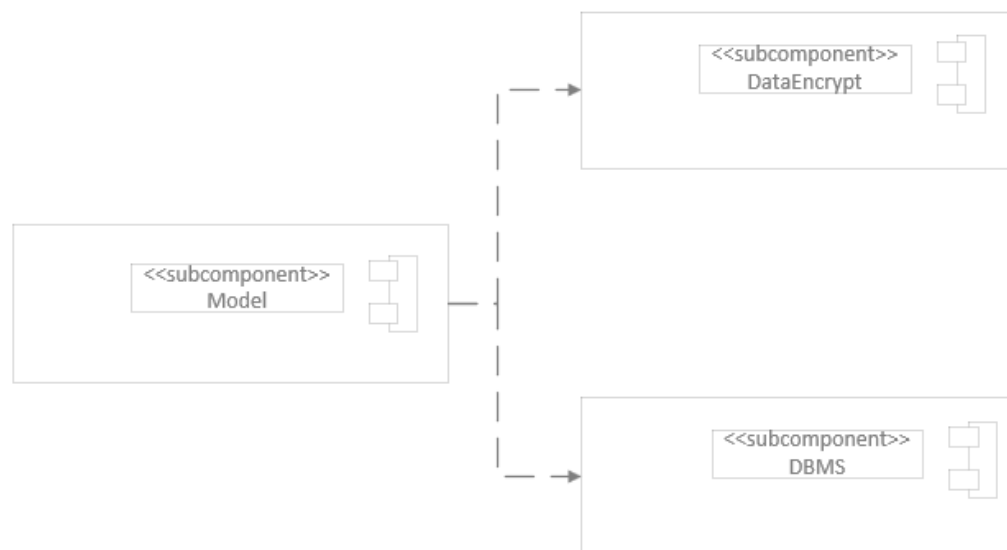 <<subcomponent>>
DataEncrypt
<<subcomponent>>
Model
<<subcomponent>>
DBMS